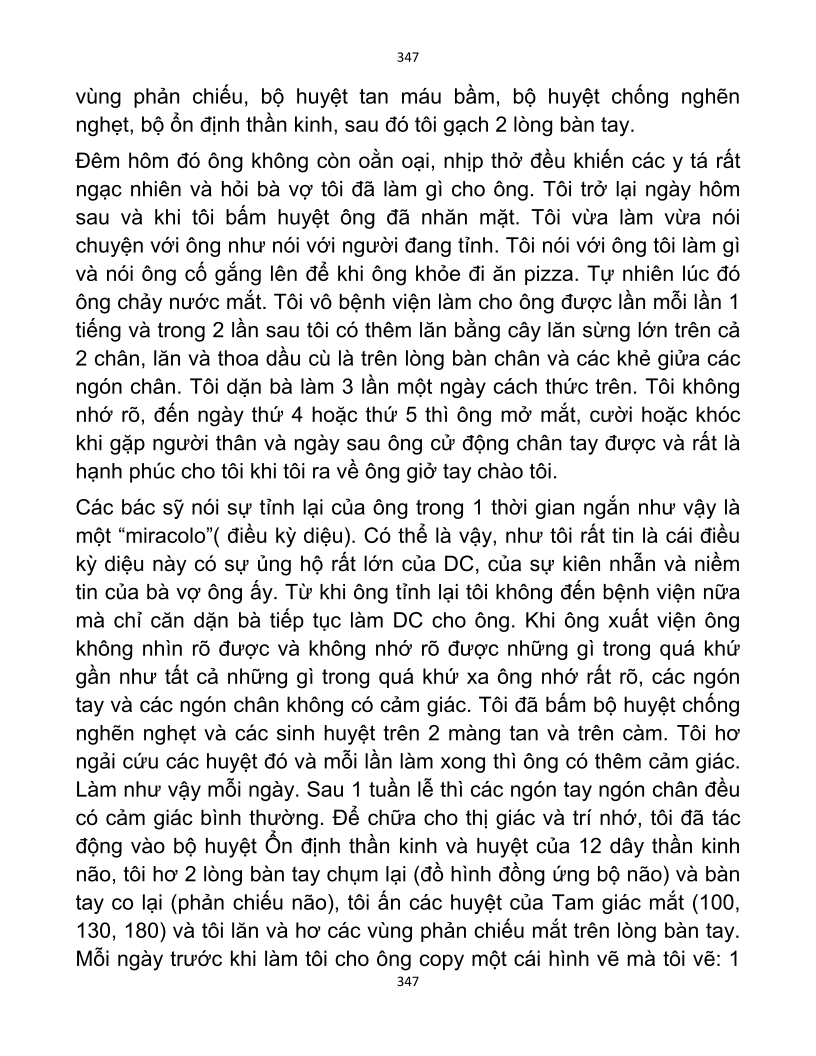 347
vùng phản chiếu, bộ huyệt tan máu bầm, bộ huyệt chống nghẽn
nghẹt, bộ ổn định thần kinh, sau đó tôi gạch 2 lòng bàn tay.
Đêm hôm đó ông không còn oằn oại, nhịp thở đều khiến các y tá rất
ngạc nhiên và hỏi bà vợ tôi đã làm gì cho ông. Tôi trở lại ngày hôm
sau và khi tôi bấm huyệt ông đã nhăn mặt. Tôi vừa làm vừa nói
chuyện với ông như nói với người đang tỉnh. Tôi nói với ông tôi làm gì
và nói ông cố gắng lên để khi ông khỏe đi ăn pizza. Tự nhiên lúc đó
ông chảy nước mắt. Tôi vô bệnh viện làm cho ông được lần mỗi lần 1
tiếng và trong 2 lần sau tôi có thêm lăn bằng cây lăn sừng lớn trên cả
2 chân, lăn và thoa dầu cù là trên lòng bàn chân và các khẻ giửa các
ngón chân. Tôi dặn bà làm 3 lần một ngày cách thức trên. Tôi không
nhớ rõ, đến ngày thứ 4 hoặc thứ 5 thì ông mở mắt, cười hoặc khóc
khi gặp người thân và ngày sau ông cử động chân tay được và rất là
hạnh phúc cho tôi khi tôi ra về ông giở tay chào tôi.
Các bác sỹ nói sự tỉnh lại của ông trong 1 thời gian ngắn như vậy là
một “miracolo”( điều kỳ diệu). Có thể là vậy, như tôi rất tin là cái điều
kỳ diệu này có sự ủng hộ rất lớn của DC, của sự kiên nhẫn và niềm
tin của bà vợ ông ấy. Từ khi ông tỉnh lại tôi không đến bệnh viện nữa
mà chỉ căn dặn bà tiếp tục làm DC cho ông. Khi ông xuất viện ông
không nhìn rõ được và không nhớ rõ được những gì trong quá khứ
gần như tất cả những gì trong quá khứ xa ông nhớ rất rõ, các ngón
tay và các ngón chân không có cảm giác. Tôi đã bấm bộ huyệt chống
nghẽn nghẹt và các sinh huyệt trên 2 màng tan và trên càm. Tôi hơ
ngải cứu các huyệt đó và mỗi lần làm xong thì ông có thêm cảm giác.
Làm như vậy mỗi ngày. Sau 1 tuần lễ thì các ngón tay ngón chân đều
có cảm giác bình thường. Để chữa cho thị giác và trí nhớ, tôi đã tác
động vào bộ huyệt Ổn định thần kinh và huyệt của 12 dây thần kinh
não, tôi hơ 2 lòng bàn tay chụm lại (đồ hình đồng ứng bộ não) và bàn
tay co lại (phản chiếu não), tôi ấn các huyệt của Tam giác mắt (100,
130, 180) và tôi lăn và hơ các vùng phản chiếu mắt trên lòng bàn tay.
Mỗi ngày trước khi làm tôi cho ông copy một cái hình vẽ mà tôi vẽ: 1
347